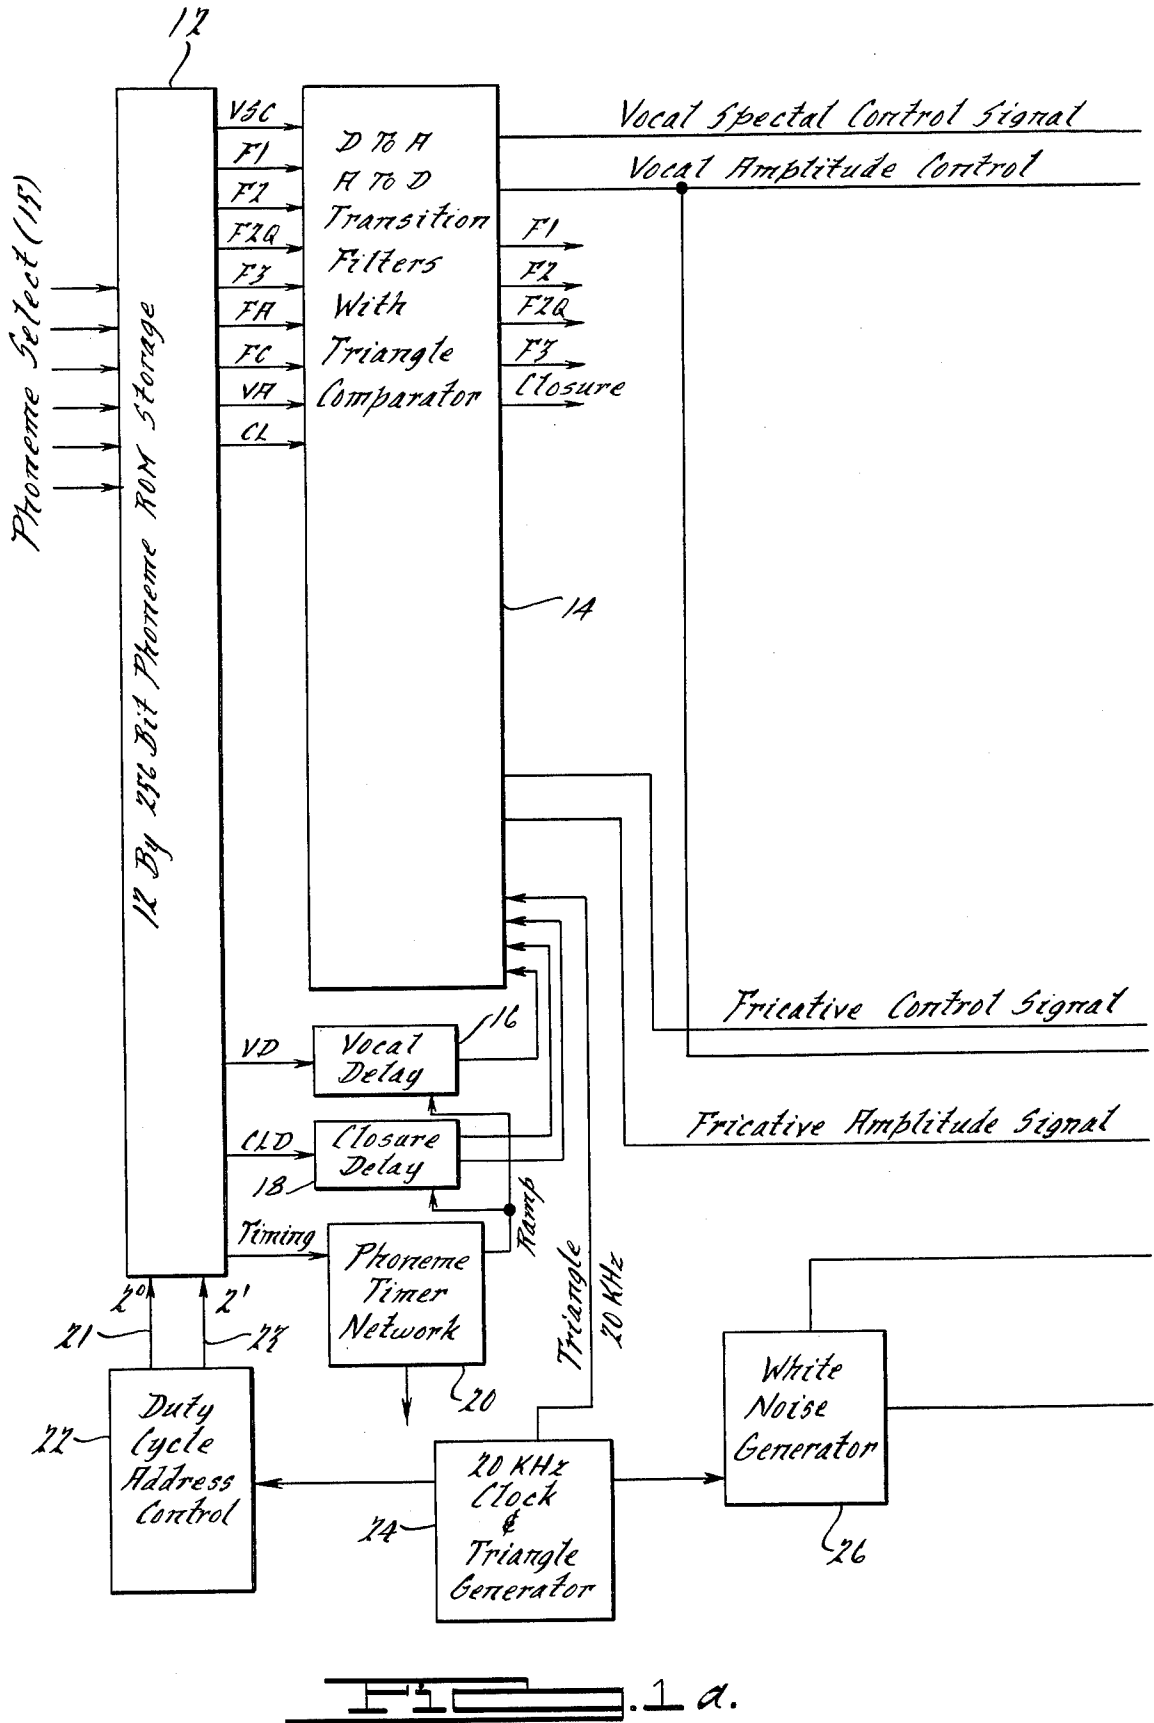 12
VSC
F1
F2
F2Q
F3
FA
FC
VA
CL
Phoneme Select (15)
12 By 256 Bit Phoneme ROM Storage
D TO A
A TO D
Transition
Filters
With
Triangle
Comparator
14
Vocal Spectal Control Signal
Vocal Amplitude Control
F1
F2
F2Q
F3
Closure
Fricative Control Signal
Fricative Amplitude Signal
VD
Vocal
Delay
16
CLD
Closure
Delay
18
Ramp
Timing
Phoneme
Timer
Network
20
Triangle
20 KHz
2⁰
2¹
21
23
Duty
Cycle
Address
Control
22
20 KHz
Clock
&
Triangle
Generator
24
White
Noise
Generator
26
Fig. 1a.